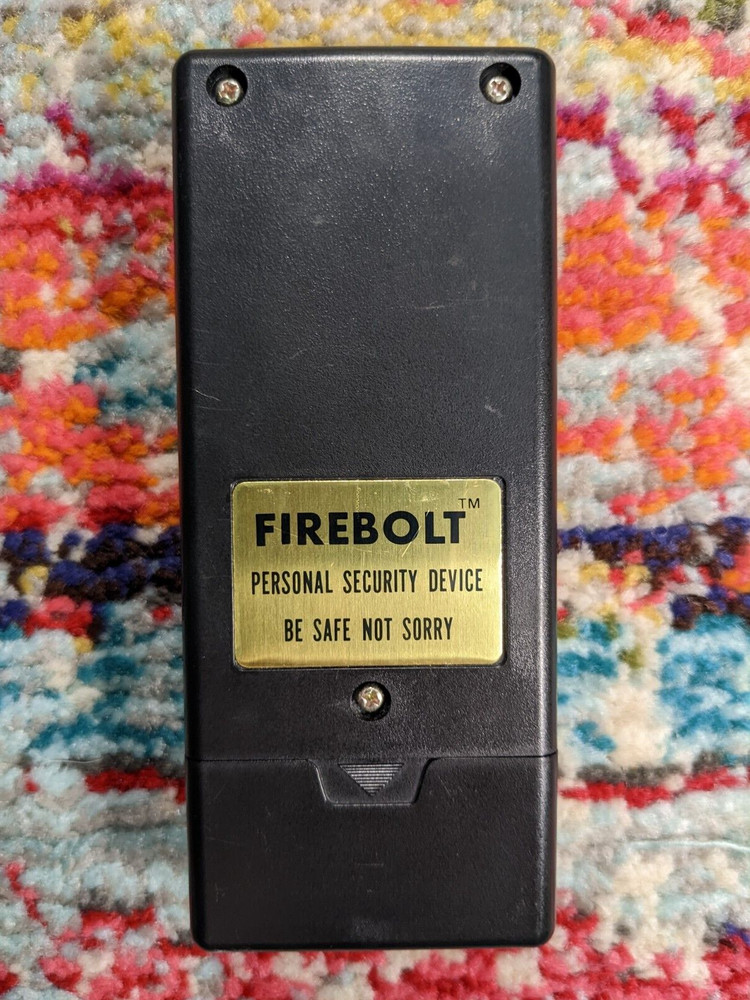 FIREBOLT™
PERSONAL SECURITY DEVICE
BE SAFE NOT SORRY